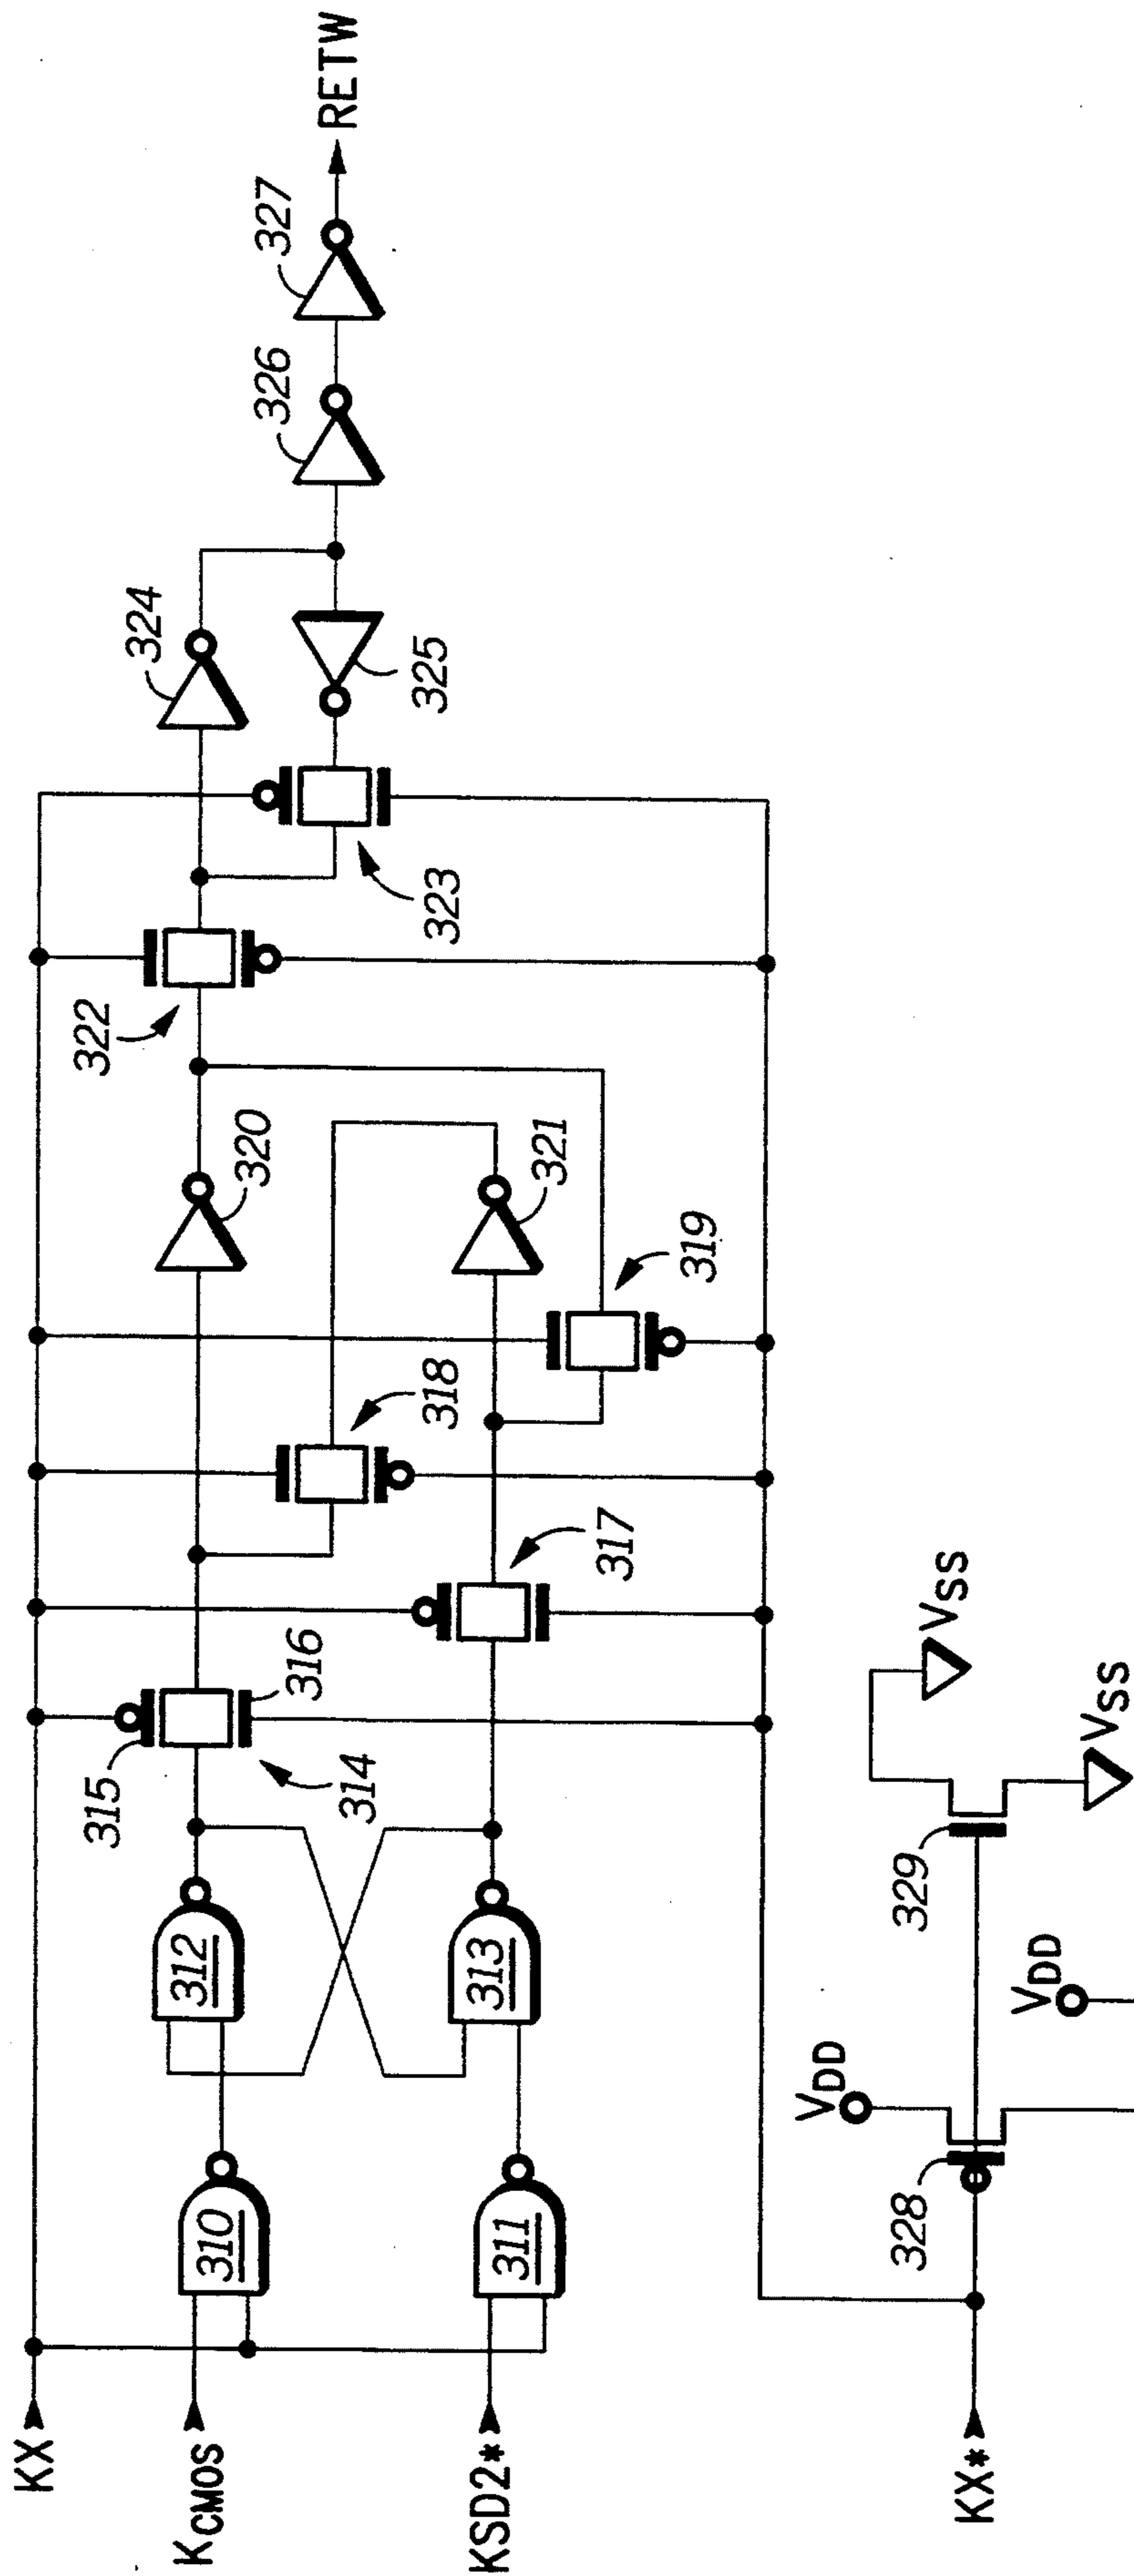 KX
KCMOS
KSD2*
KX*
310
311
312
313
314
315
316
317
318
319
320
321
322
323
324
325
326
327
RETW
328
329
VDD
VDD
VSS
VSS